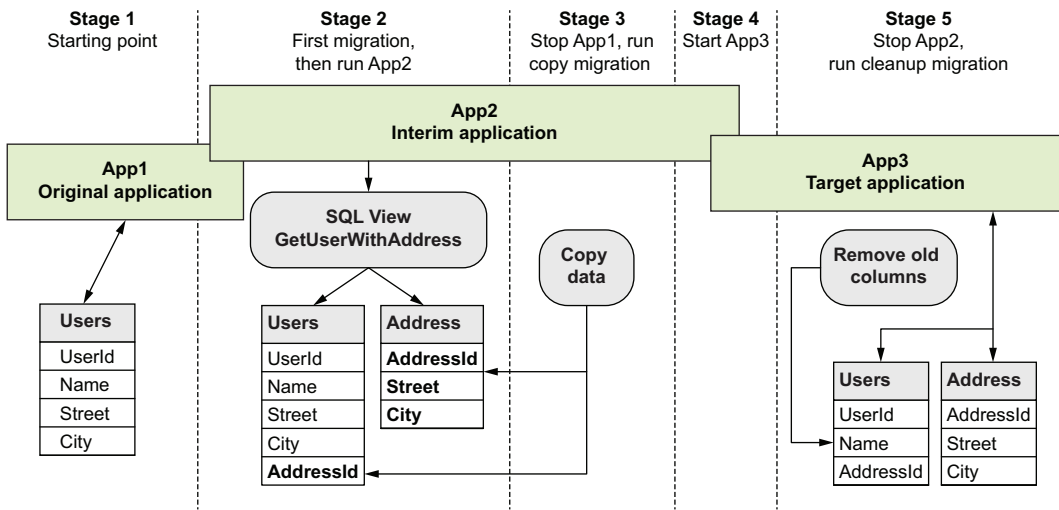 Stage 1
Starting point
Stage 2
First migration,
then run App2
Stage 3
Stop App1, run
copy migration
Stage 4
Start App3
Stage 5
Stop App2,
run cleanup migration
App2
Interim application
App1
Original application
App3
Target application
SQL View
GetUserWithAddress
Copy
data
Remove old
columns
Users
UserId
Name
Street
City
Users
UserId
Name
Street
City
AddressId
Address
AddressId
Street
City
Users
UserId
Name
AddressId
Address
AddressId
Street
City